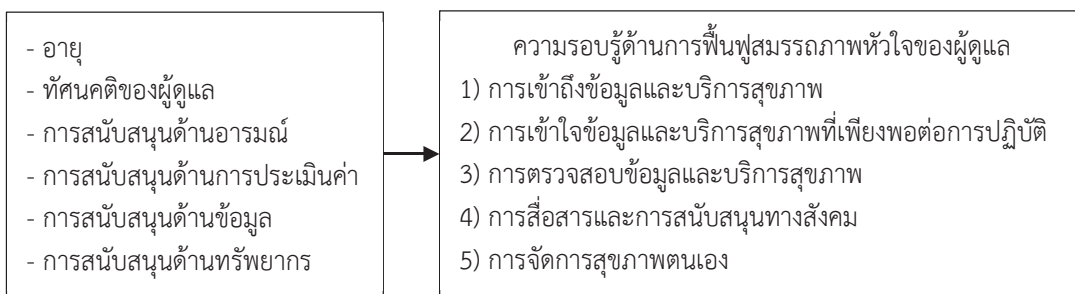 - อายุ
- ทัศนคติของผู้ดูแล
- การสนับสนุนด้านอารมณ์
- การสนับสนุนด้านการประเมินค่า
- การสนับสนุนด้านข้อมูล
- การสนับสนุนด้านทรัพยากร
ความรอบรู้ด้านการฟื้นฟูสมรรถภาพหัวใจของผู้ดูแล
1) การเข้าถึงข้อมูลและบริการสุขภาพ
2) การเข้าใจข้อมูลและบริการสุขภาพที่เพียงพอต่อการปฏิบัติ
3) การตรวจสอบข้อมูลและบริการสุขภาพ
4) การสื่อสารและการสนับสนุนทางสังคม
5) การจัดการสุขภาพตนเอง